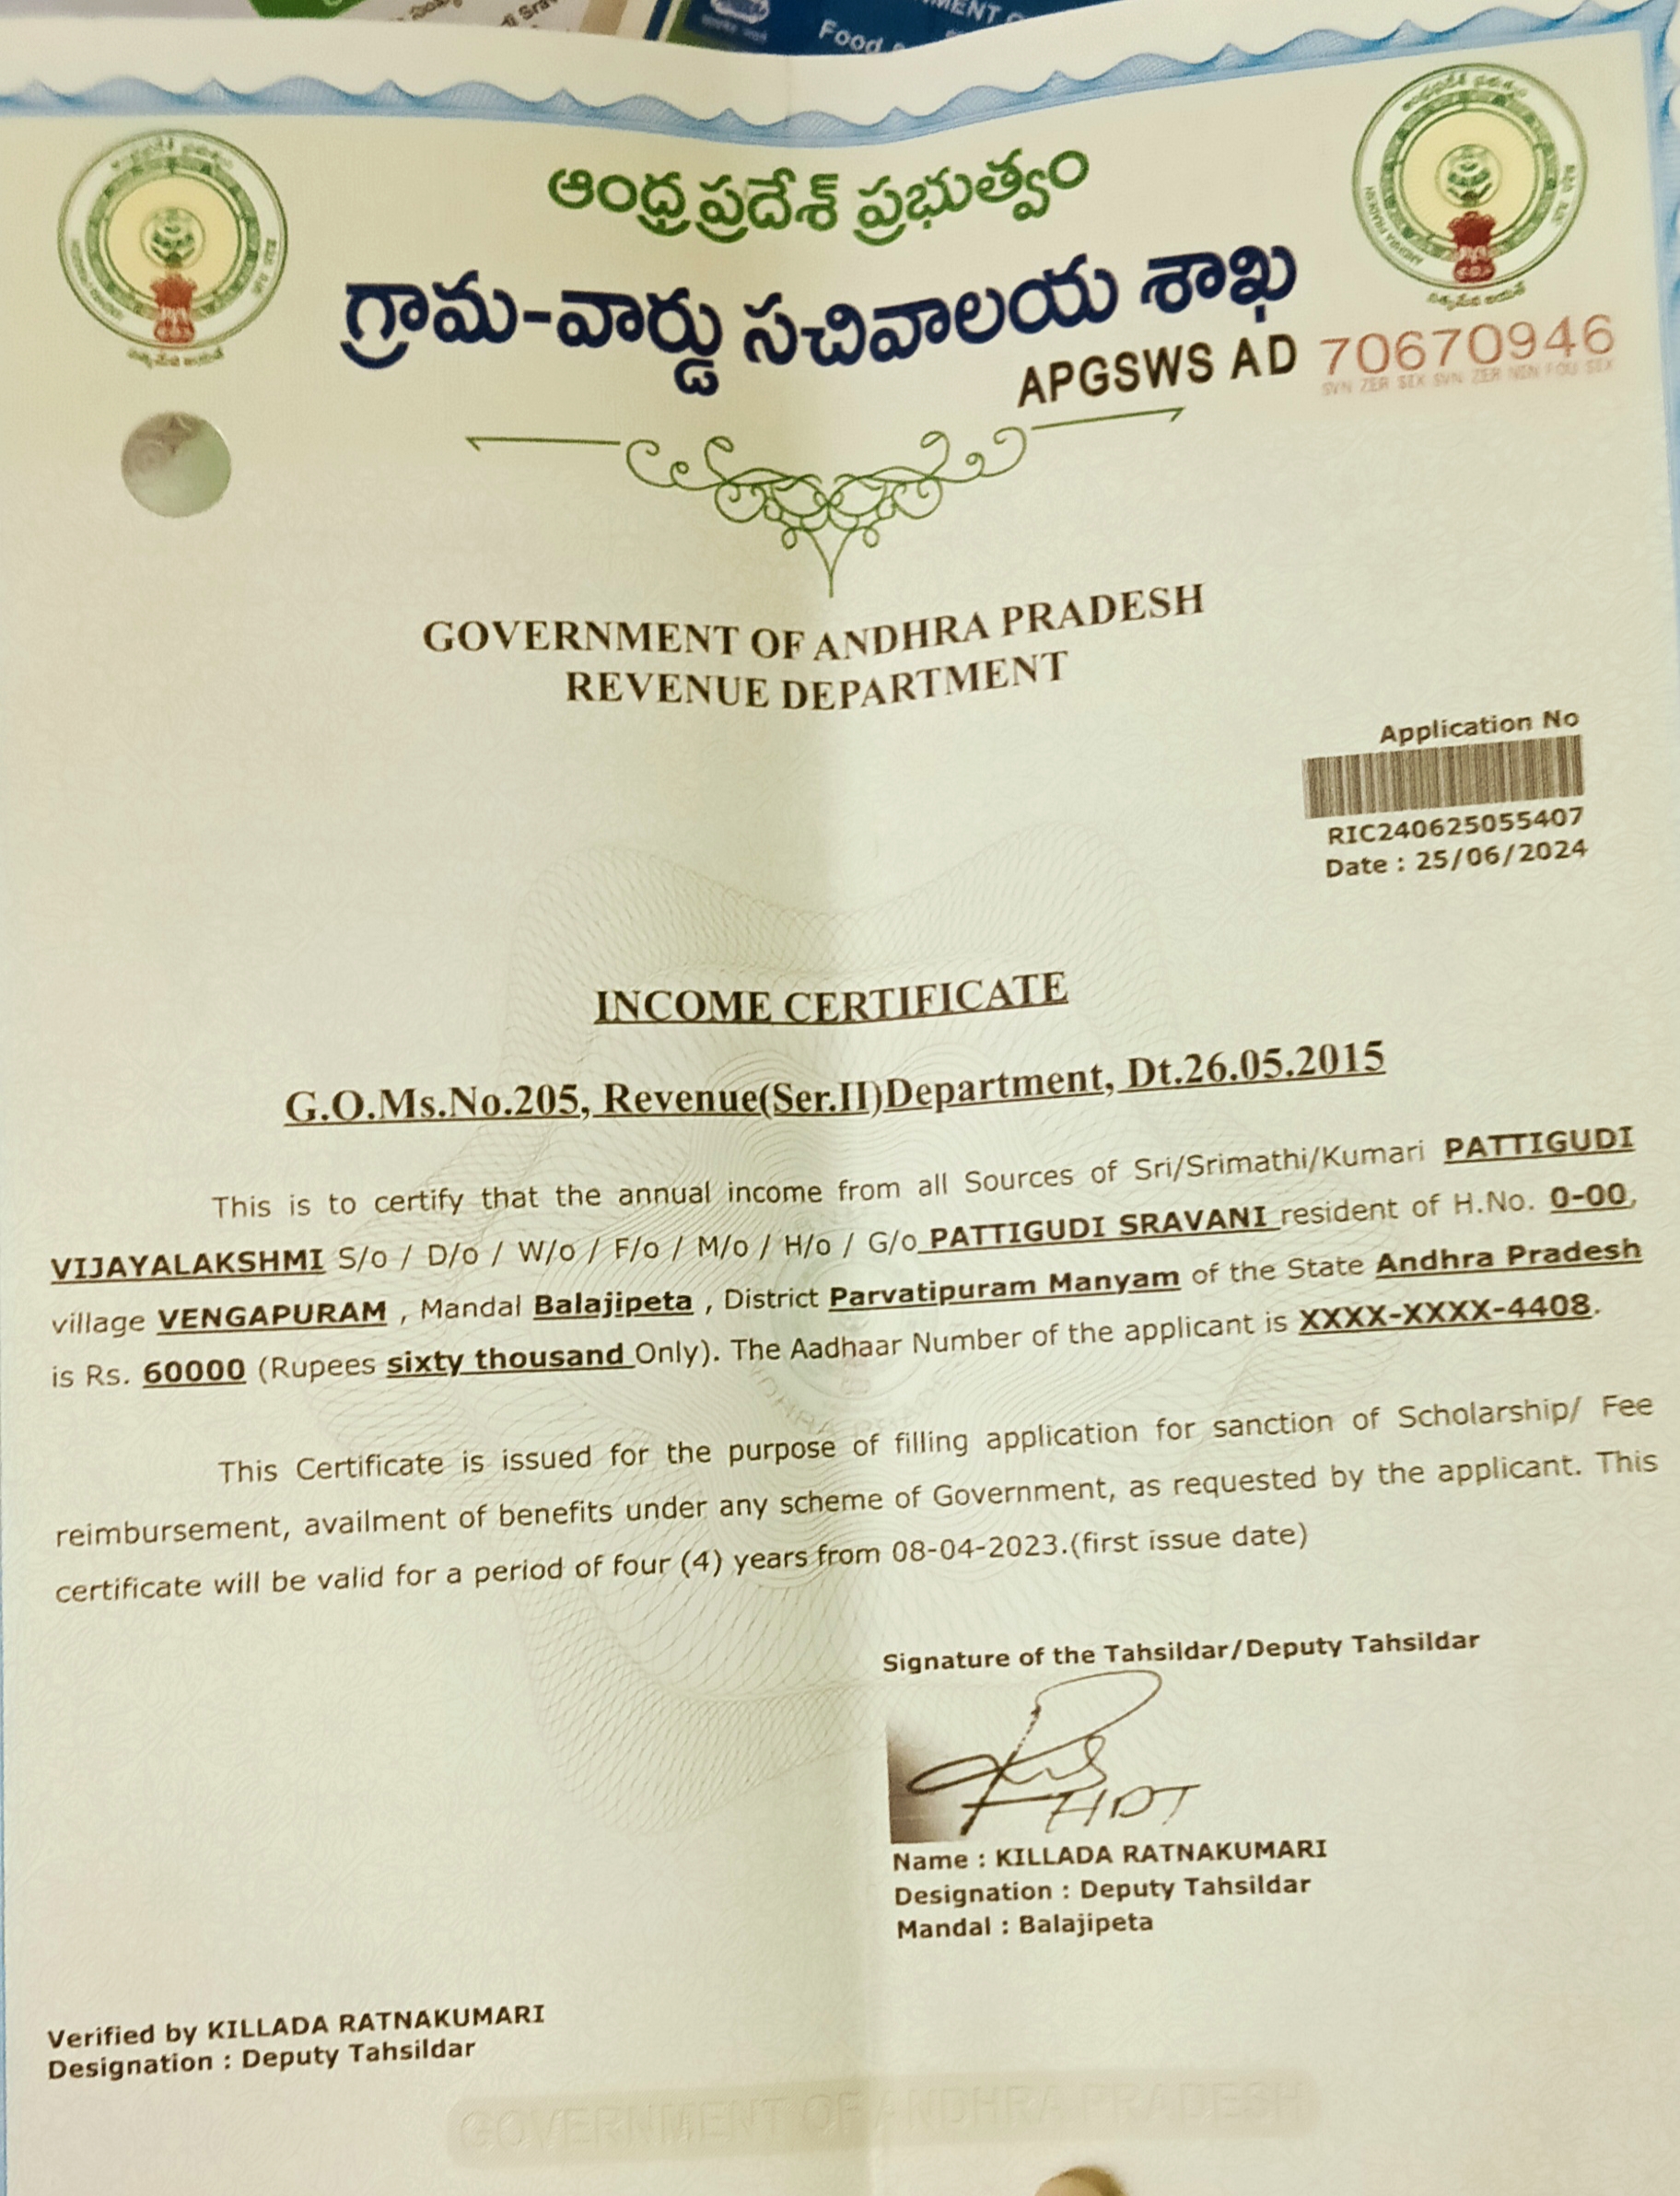 MENT
Food
ఆంధ్ర ప్రదేశ్ ప్రభుత్వం
గ్రామ-వార్డు సచివాలయ శాఖ
APGSWS AD 70670946
SVN ZER SIX SVN ZER NIN FOU SIX
GOVERNMENT OF ANDHRA PRADESH
REVENUE DEPARTMENT
Application No
RIC240625055407
Date : 25/06/2024
INCOME CERTIFICATE
G.O.Ms.No.205, Revenue(Ser.II)Department, Dt.26.05.2015
This is to certify that the annual income from all Sources of Sri/Srimathi/Kumari PATTIGUDI
VIJAYALAKSHMI S/o / D/o / W/o / F/o / M/o / H/o / G/o PATTIGUDI SRAVANI resident of H.No. 0-00,
village VENGAPURAM , Mandal Balajipeta , District Parvatipuram Manyam of the State Andhra Pradesh
is Rs. 60000 (Rupees sixty thousand Only). The Aadhaar Number of the applicant is XXXX-XXXX-4408.
This Certificate is issued for the purpose of filling application for sanction of Scholarship/ Fee
reimbursement, availment of benefits under any scheme of Government, as requested by the applicant. This
certificate will be valid for a period of four (4) years from 08-04-2023.(first issue date)
Signature of the Tahsildar/Deputy Tahsildar
HDT
Name : KILLADA RATNAKUMARI
Designation : Deputy Tahsildar
Mandal : Balajipeta
Verified by KILLADA RATNAKUMARI
Designation : Deputy Tahsildar
GOVERNMENT OF ANDHRA PRADESH